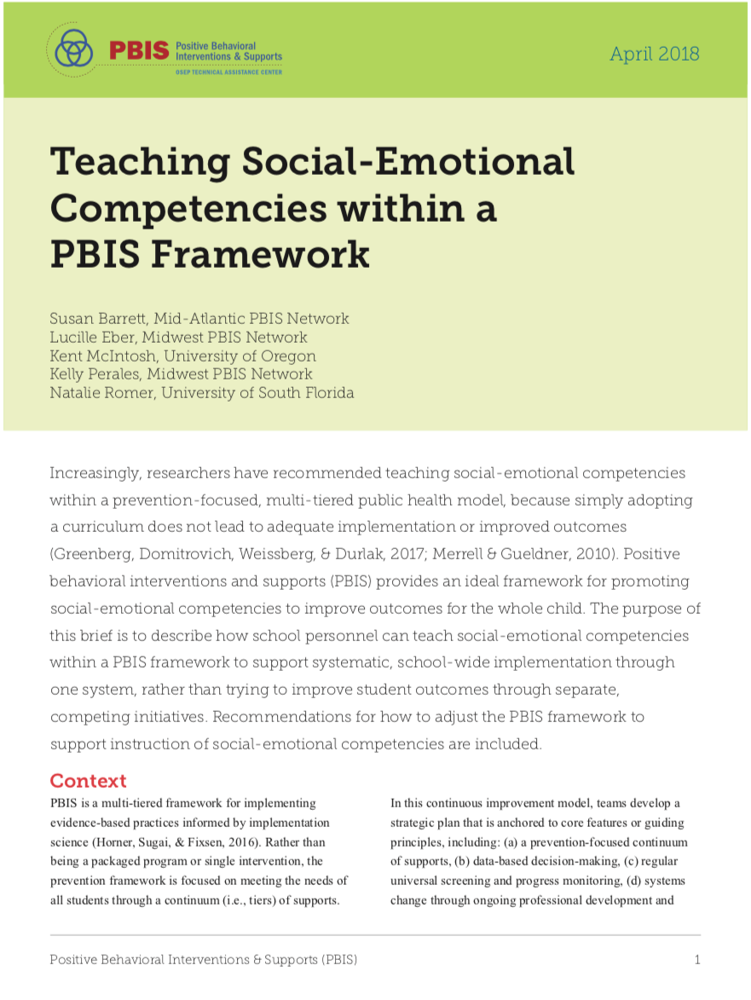 PBIS Positive Behavioral
Interventions & Supports
OSEP TECHNICAL ASSISTANCE CENTER
April 2018
Teaching Social-Emotional
Competencies within a
PBIS Framework
Susan Barrett, Mid-Atlantic PBIS Network
Lucille Eber, Midwest PBIS Network
Kent McIntosh, University of Oregon
Kelly Perales, Midwest PBIS Network
Natalie Romer, University of South Florida
Increasingly, researchers have recommended teaching social-emotional competencies
within a prevention-focused, multi-tiered public health model, because simply adopting
a curriculum does not lead to adequate implementation or improved outcomes
(Greenberg, Domitrovich, Weissberg, & Durlak, 2017; Merrell & Gueldner, 2010). Positive
behavioral interventions and supports (PBIS) provides an ideal framework for promoting
social-emotional competencies to improve outcomes for the whole child. The purpose of
this brief is to describe how school personnel can teach social-emotional competencies
within a PBIS framework to support systematic, school-wide implementation through
one system, rather than trying to improve student outcomes through separate,
competing initiatives. Recommendations for how to adjust the PBIS framework to
support instruction of social-emotional competencies are included.
Context
PBIS is a multi-tiered framework for implementing
evidence-based practices informed by implementation
science (Horner, Sugai, & Fixsen, 2016). Rather than
being a packaged program or single intervention, the
prevention framework is focused on meeting the needs of
all students through a continuum (i.e., tiers) of supports.
In this continuous improvement model, teams develop a
strategic plan that is anchored to core features or guiding
principles, including: (a) a prevention-focused continuum
of supports, (b) data-based decision-making, (c) regular
universal screening and progress monitoring, (d) systems
change through ongoing professional development and
Positive Behavioral Interventions & Supports (PBIS)
1